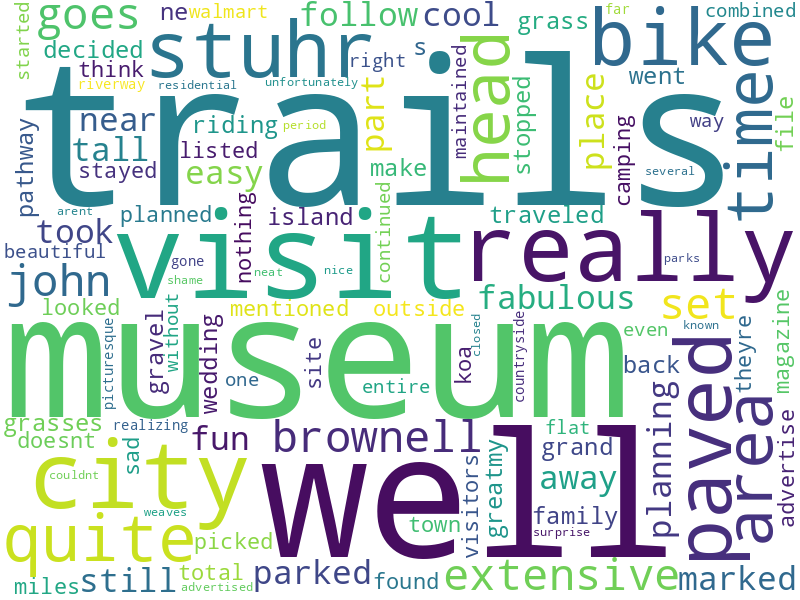 started
goes
ne
walmart
follow
cool
grass
far
combined
decided
stuhr
s
bike
think
right
went
riverway
residential
unfortunately
trails
head
time
pathway
near
riding
period
part
maintained
stopped
place
camping
way
file
tall
listed
make
several
stayed
easy
arent
planned
nothing
island
continued
traveled
took
visit
really
beautiful
gone
parks
john
shame
neat
nice
fabulous
set
looked
without
mentioned
outside
museum
closed
countryside
even
known
theyre
magazine
picturesque
gravel
wedding
site
one
entire
koa
back
paved
area
planning
grasses
realizing
flat
doesnt
sad
fun
brownell
well
greatmy
grand
advertise
city
couldnt
away
visitors
weaves
town
family
quite
surprise
picked
miles
still
total
advertised
parked
found
extensive
marked